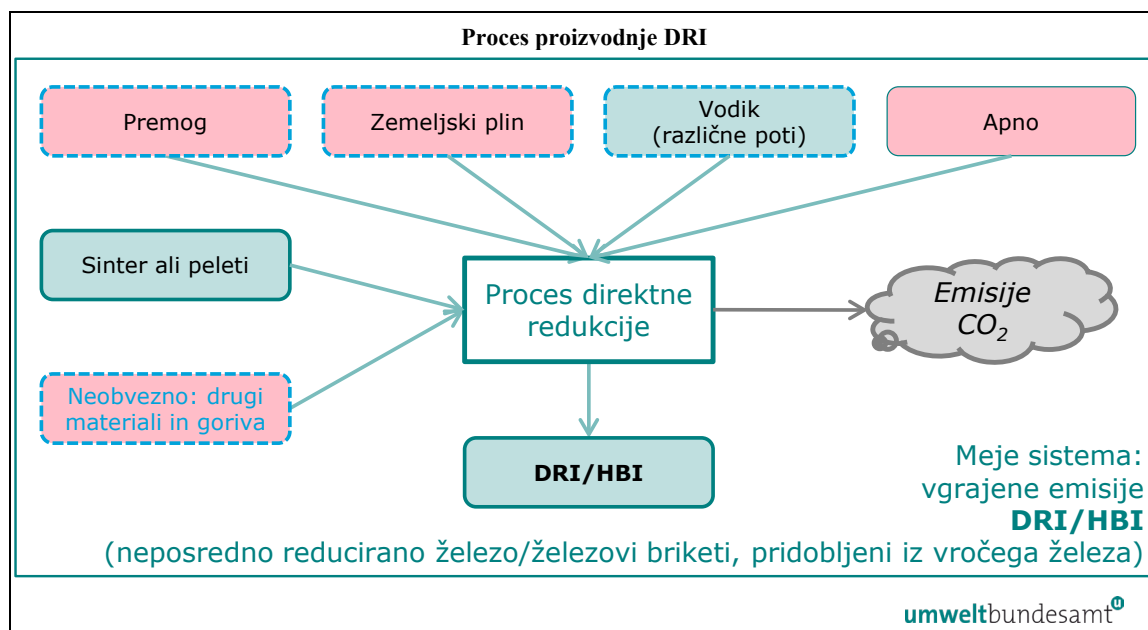 Proces proizvodnje DRI
Premog
Zemeljski plin
Vodik
(različne poti)
Apno
Sinter ali peleti
Proces direktne
redukcije
Emisije
CO2
Neobvezno: drugi
materiali in goriva
DRI/HBI
Meje sistema:
vgrajene emisije
DRI/HBI
(neposredno reducirano železo/železovi briketi, pridobljeni iz vročega železa)
umweltbundesamt u